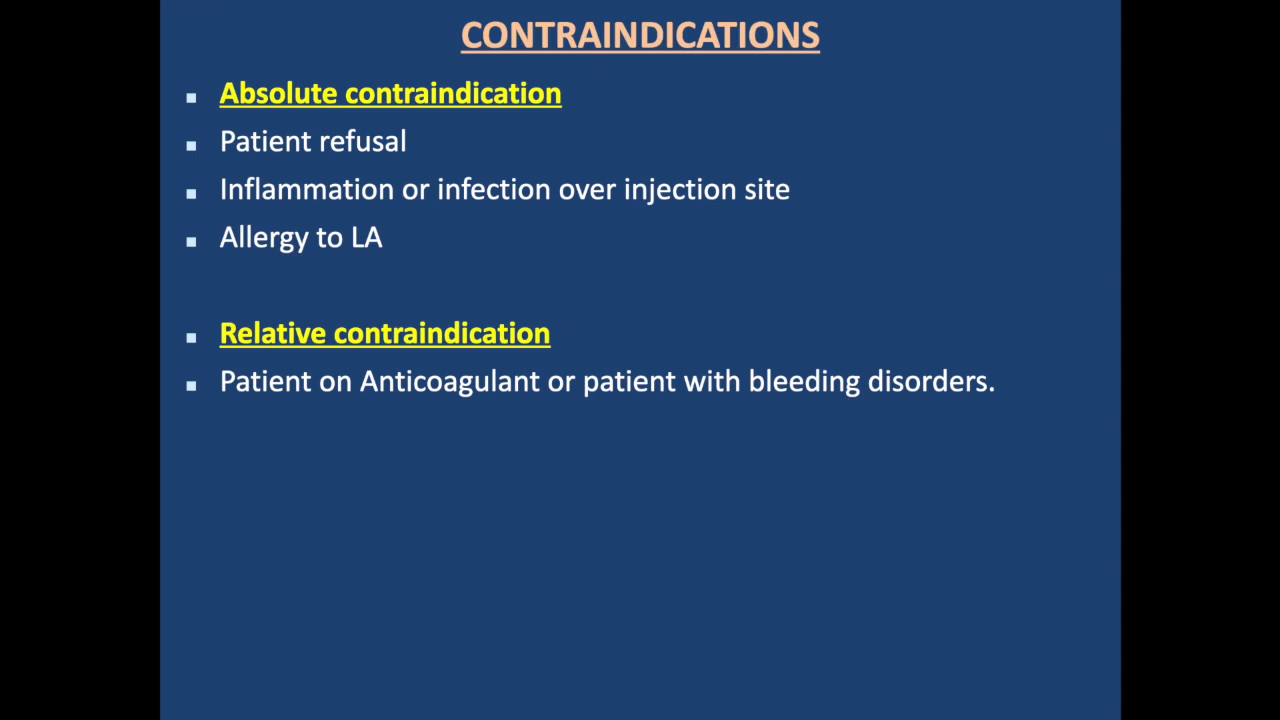 CONTRAINDICATIONS
Absolute contraindication
Patient refusal
Inflammation or infection over injection site
Allergy to LA
Relative contraindication
Patient on Anticoagulant or patient with bleeding disorders.